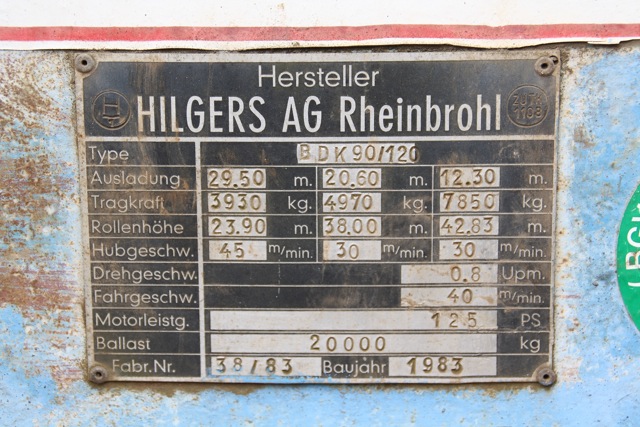 Hersteller
H HILGERS AG Rheinbrohl
Type BDK90/120
Ausladung 29.50 m. 20.60 m. 12.30 m.
Tragkraft 3930 kg. 4970 kg. 7850 kg.
Rollenhöhe 23.90 m. 38.00 m. 42.83 m.
Hubgeschw. 45 m/min. 30 m/min. 30 m/min.
Drehgeschw. 0.8 Upm.
Fahrgeschw. 40 m/min.
Motorleistg. 125 PS
Ballast 20000 kg
Fabr.Nr. 38/83 Baujahr 1983